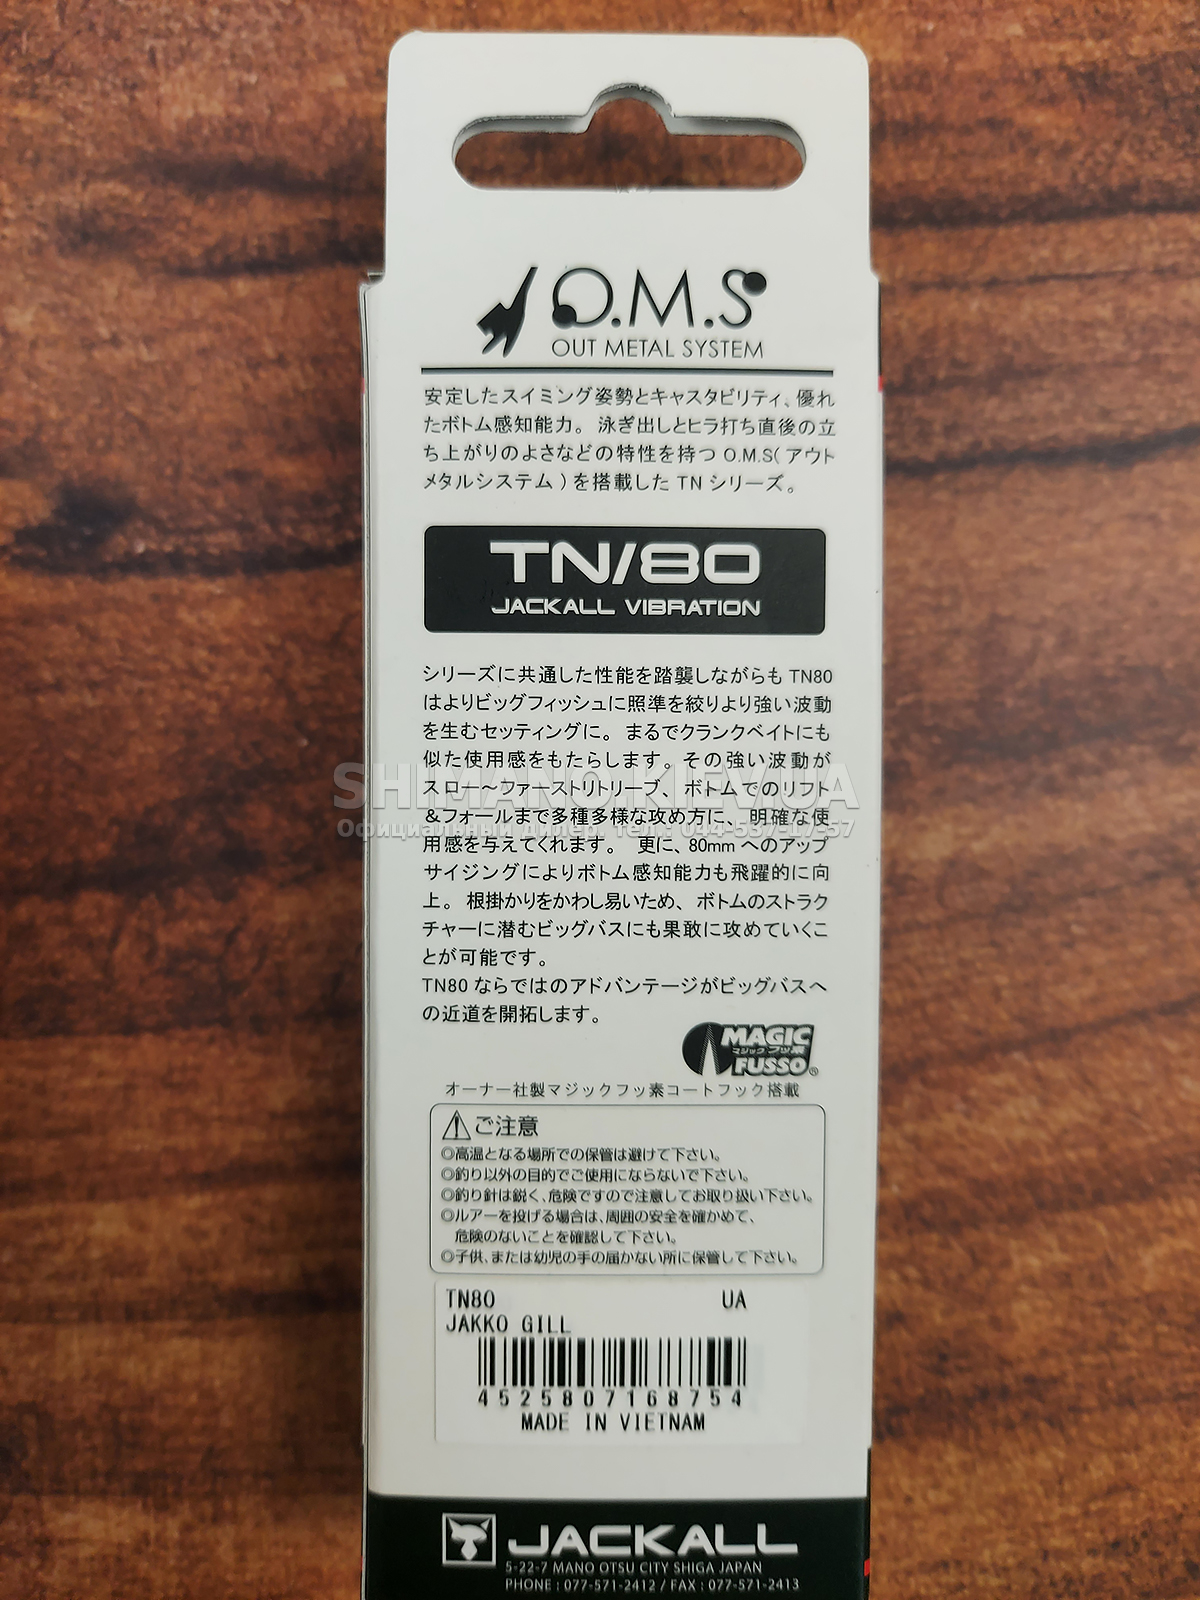 O.M.S
OUT METAL SYSTEM
安定したスイミング姿勢とキャスタビリティ、優れ
たボトム感知能力。泳ぎ出しとヒラ打ち直後の立
ち上がりのよさなどの特性を持つ O.M.S(アウト
メタルシステム)を搭載した TN シリーズ。
TN/80
JACKALL VIBRATION
シリーズに共通した性能を踏襲しながらも TN80
はよりビッグフィッシュに照準を絞りより強い波動
を生むセッティングに。まるでクランクベイトにも
似た使用感をもたらします。その強い波動が
スロー～ファーストリトリーブ、ボトムでのリフト
SHIMANO.KIEV.UA
&フォールまで多種多様な攻め方に、明確な使
Официальный дилер. тел.: 044-537-17-57
用感を与えてくれます。 更に、80mm へのアップ
サイジングによりボトム感知能力も飛躍的に向
上。根掛かりをかわし易いため、ボトムのストラク
チャーに潜むビッグバスにも果敢に攻めていくこ
とが可能です。
TN80 ならではのアドバンテージがビッグバスへ
の近道を開拓します。
MAGIC
マジックフッ素
FUSSO®
オーナー社製マジックフッ素コートフック搭載
ご注意
◎高温となる場所での保管は避けて下さい。
◎釣り以外の目的でご使用にならないで下さい。
◎釣り針は鋭く、危険ですので注意してお取り扱い下さい。
◎ルアーを投げる場合は、周囲の安全を確かめて、
危険のないことを確認して下さい。
◎子供、または幼児の手の届かない所に保管して下さい。
TN80 UA
JAKKO GILL
4525807168754
MADE IN VIETNAM
JACKALL
5-22-7 MANO OTSU CITY SHIGA JAPAN
PHONE : 077-571-2412 / FAX : 077-571-2413